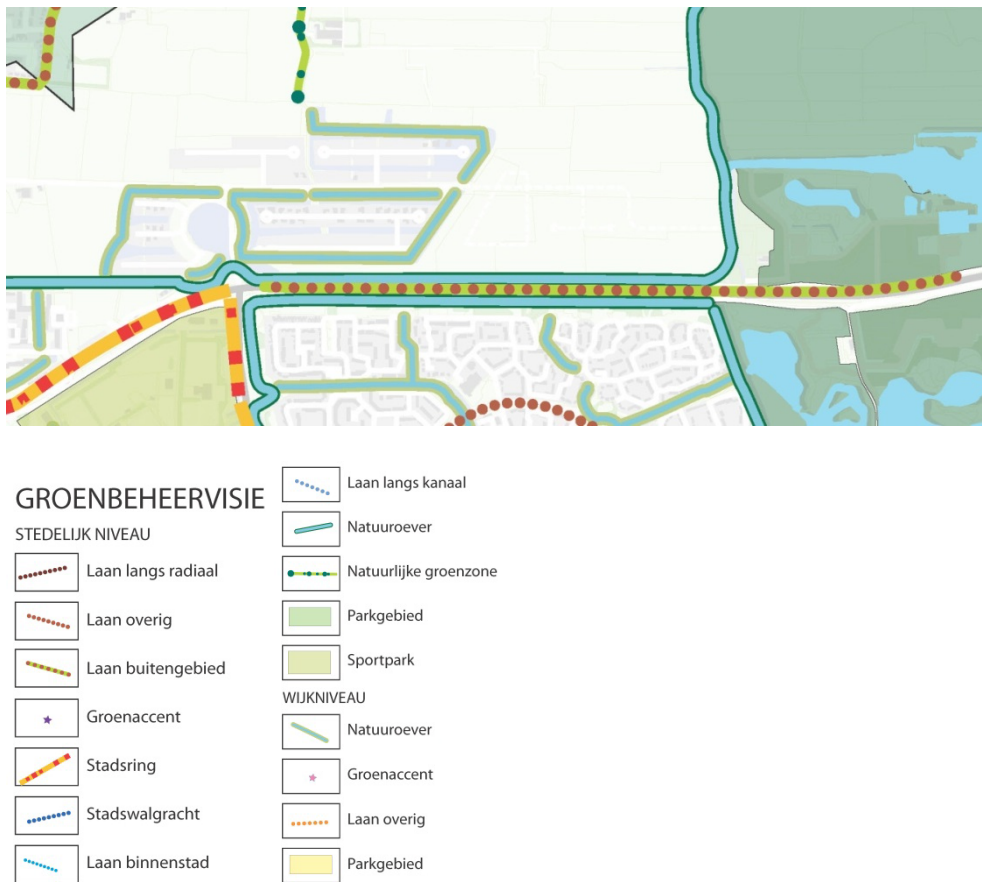 GROENBEHEERVISIE
STEDELIJK NIVEAU
Laan langs radiaal
Laan overig
Laan buitengebied
Groenaccent
Stadsring
Stadswalgracht
Laan binnenstad
Laan langs kanaal
Natuuroever
Natuurlijke groenzone
Parkgebied
Sportpark
WIJKNIVEAU
Natuuroever
Groenaccent
Laan overig
Parkgebied